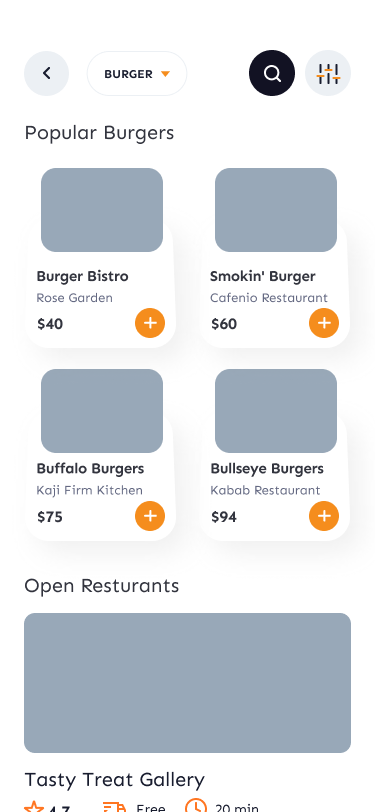 BURGER
Popular Burgers
Burger Bistro
Rose Garden
$40
Smokin' Burger
Cafenio Restaurant
$60
Buffalo Burgers
Kaji Firm Kitchen
$75
Bullseye Burgers
Kabab Restaurant
$94
Open Resturants
Tasty Treat Gallery
4.7 Free 20 min